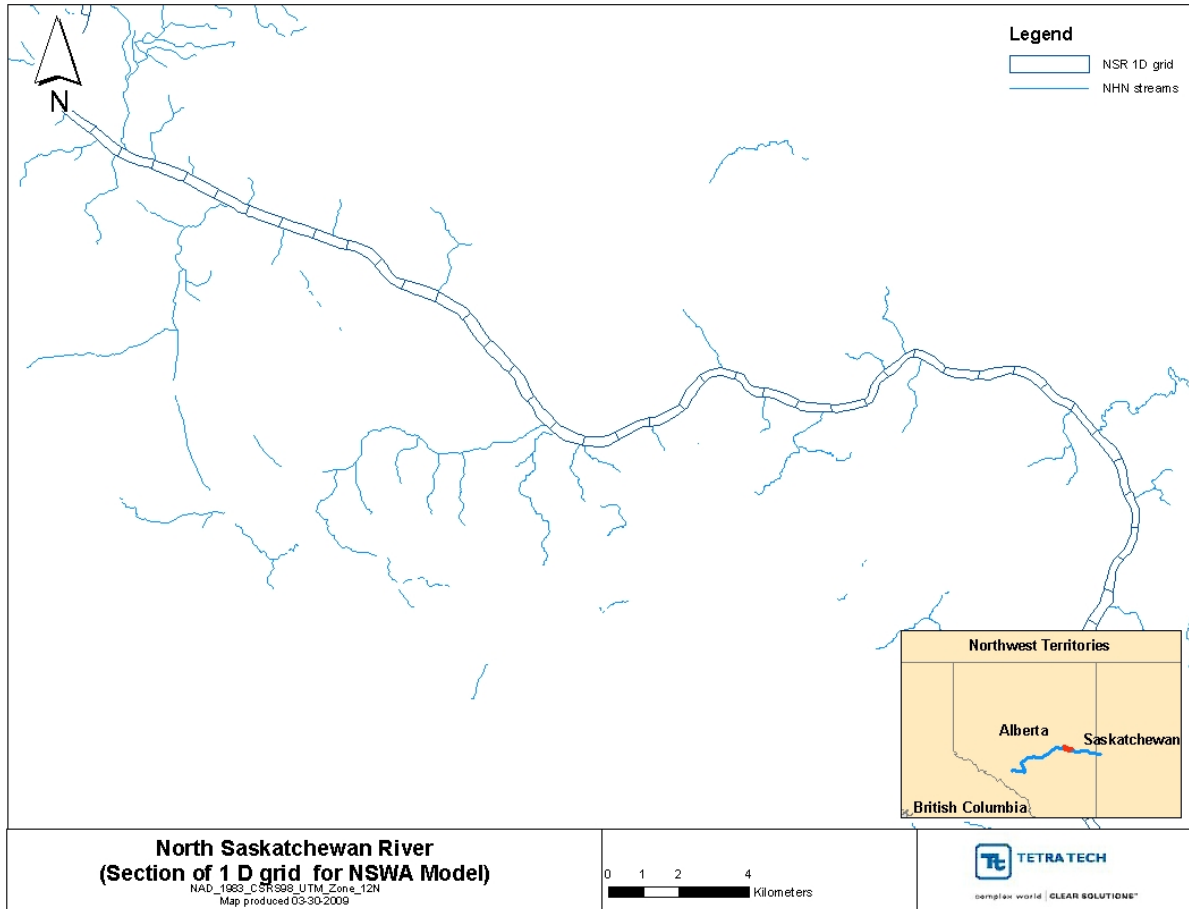 N
Legend
NSR 1D grid
NHN streams
Northwest Territories
Alberta
Saskatchewan
British Columbia
North Saskatchewan River
(Section of 1 D grid for NSWA Model)
NAD_1983_CSRS98_UTM_Zone_12N
Map produced 03-30-2009
0 1 2 4
Kilometers
Tt TETRA TECH
complex world | CLEAR SOLUTIONS™